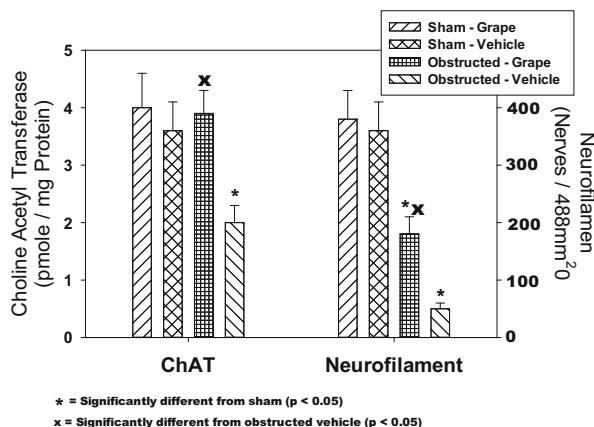 Sham - Grape
Sham - Vehicle
Obstructed - Grape
Obstructed - Vehicle
Choline Acetyl Transferase
(pmole / mg Protein)
5
4
3
2
1
0
x
*
*x
*
400
300
200
100
0
Neurofilamen
(Nerves / 488mm²0
ChAT
Neurofilament
* = Significantly different from sham (p < 0.05)
x = Significantly different from obstructed vehicle (p < 0.05)